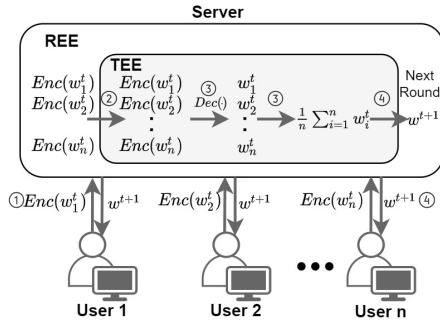 Server
REE
TEE
Next Round
Enc(w_1^t) Enc(w_1^t) w_1^t
Enc(w_2^t) ② Enc(w_2^t) ③ Dec(·) w_2^t ③ 1/n ∑_{i=1}^n w_i^t ④ w^{t+1}
⋮ ⋮
Enc(w_n^t) Enc(w_n^t) w_n^t
① Enc(w_1^t) w^{t+1} Enc(w_2^t) w^{t+1} Enc(w_n^t) w^{t+1} ④
User 1 User 2 ••• User n